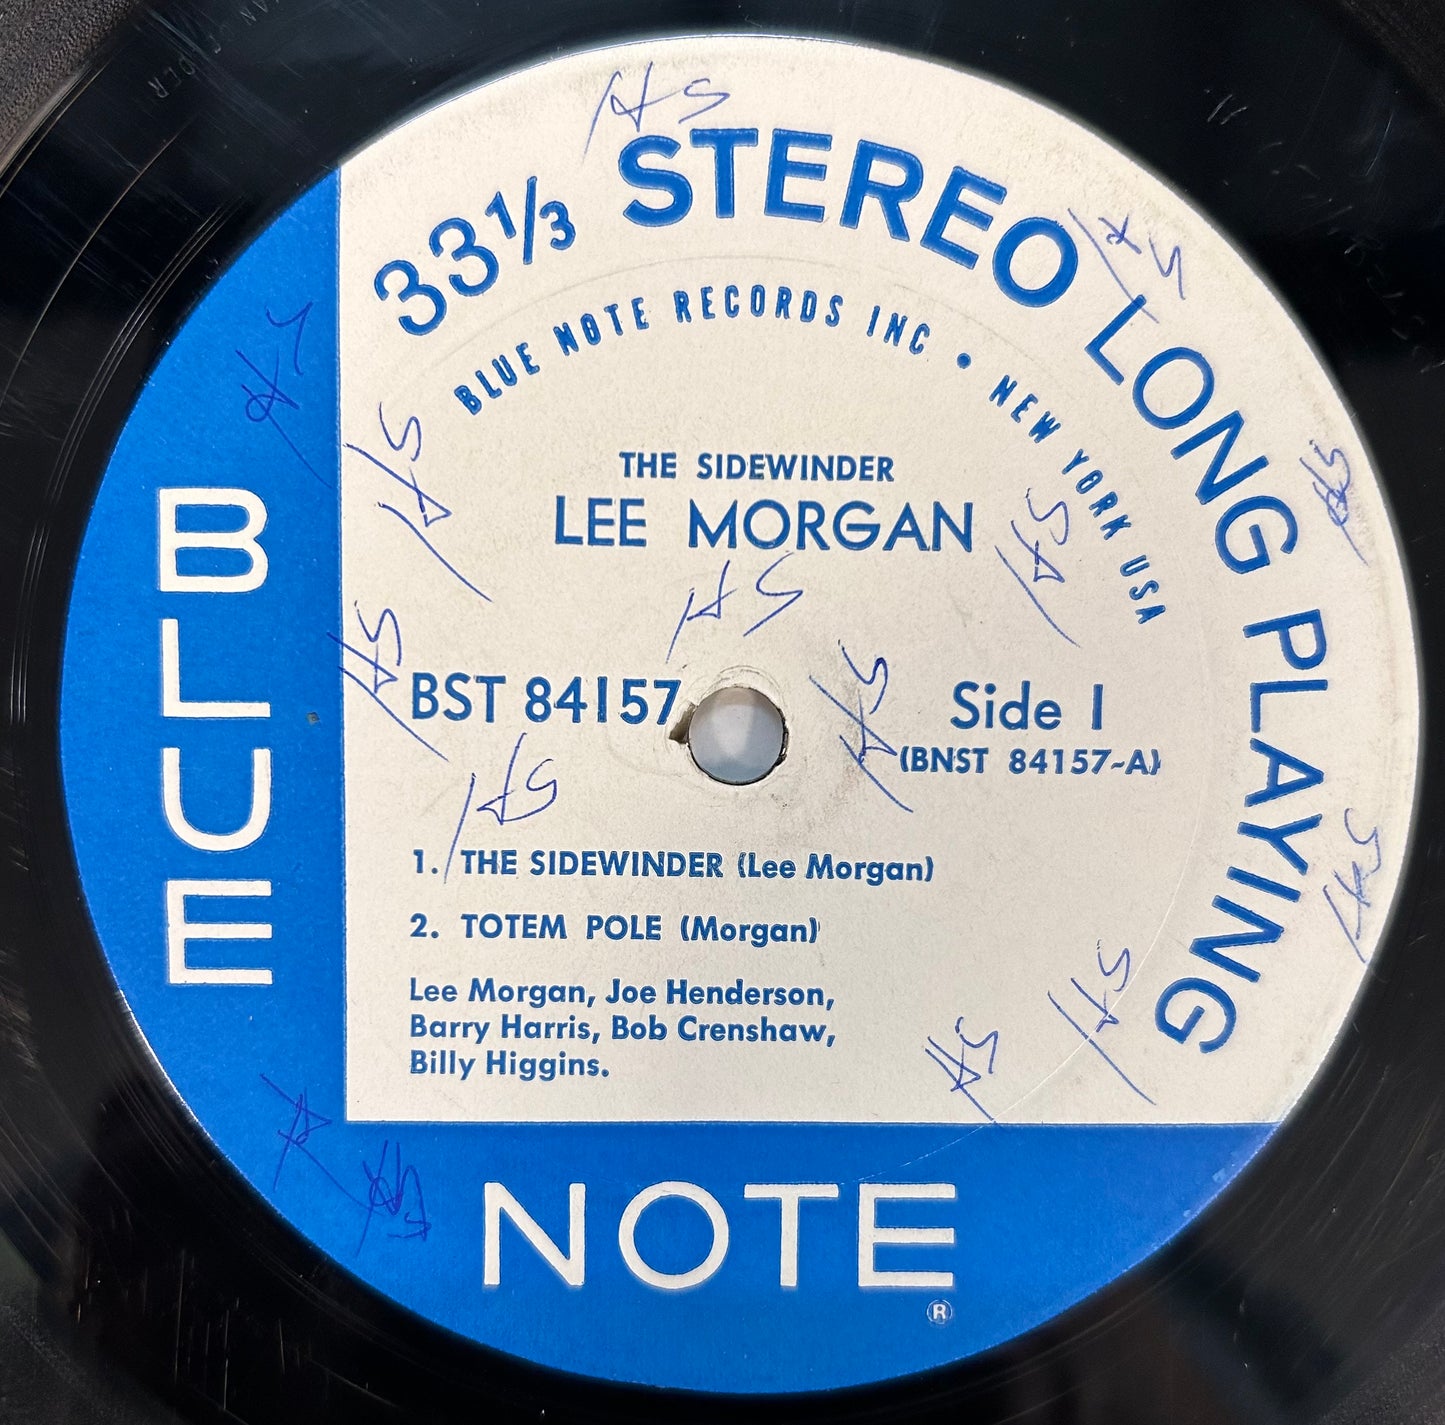 33⅓ STEREO LONG PLAYING
BLUE NOTE RECORDS INC • NEW YORK USA
THE SIDEWINDER
LEE MORGAN
BST 84157
Side 1
(BNST 84157-A)
1. THE SIDEWINDER (Lee Morgan)
2. TOTEM POLE (Morgan)
Lee Morgan, Joe Henderson,
Barry Harris, Bob Crenshaw,
Billy Higgins.
BLUE
NOTE
®